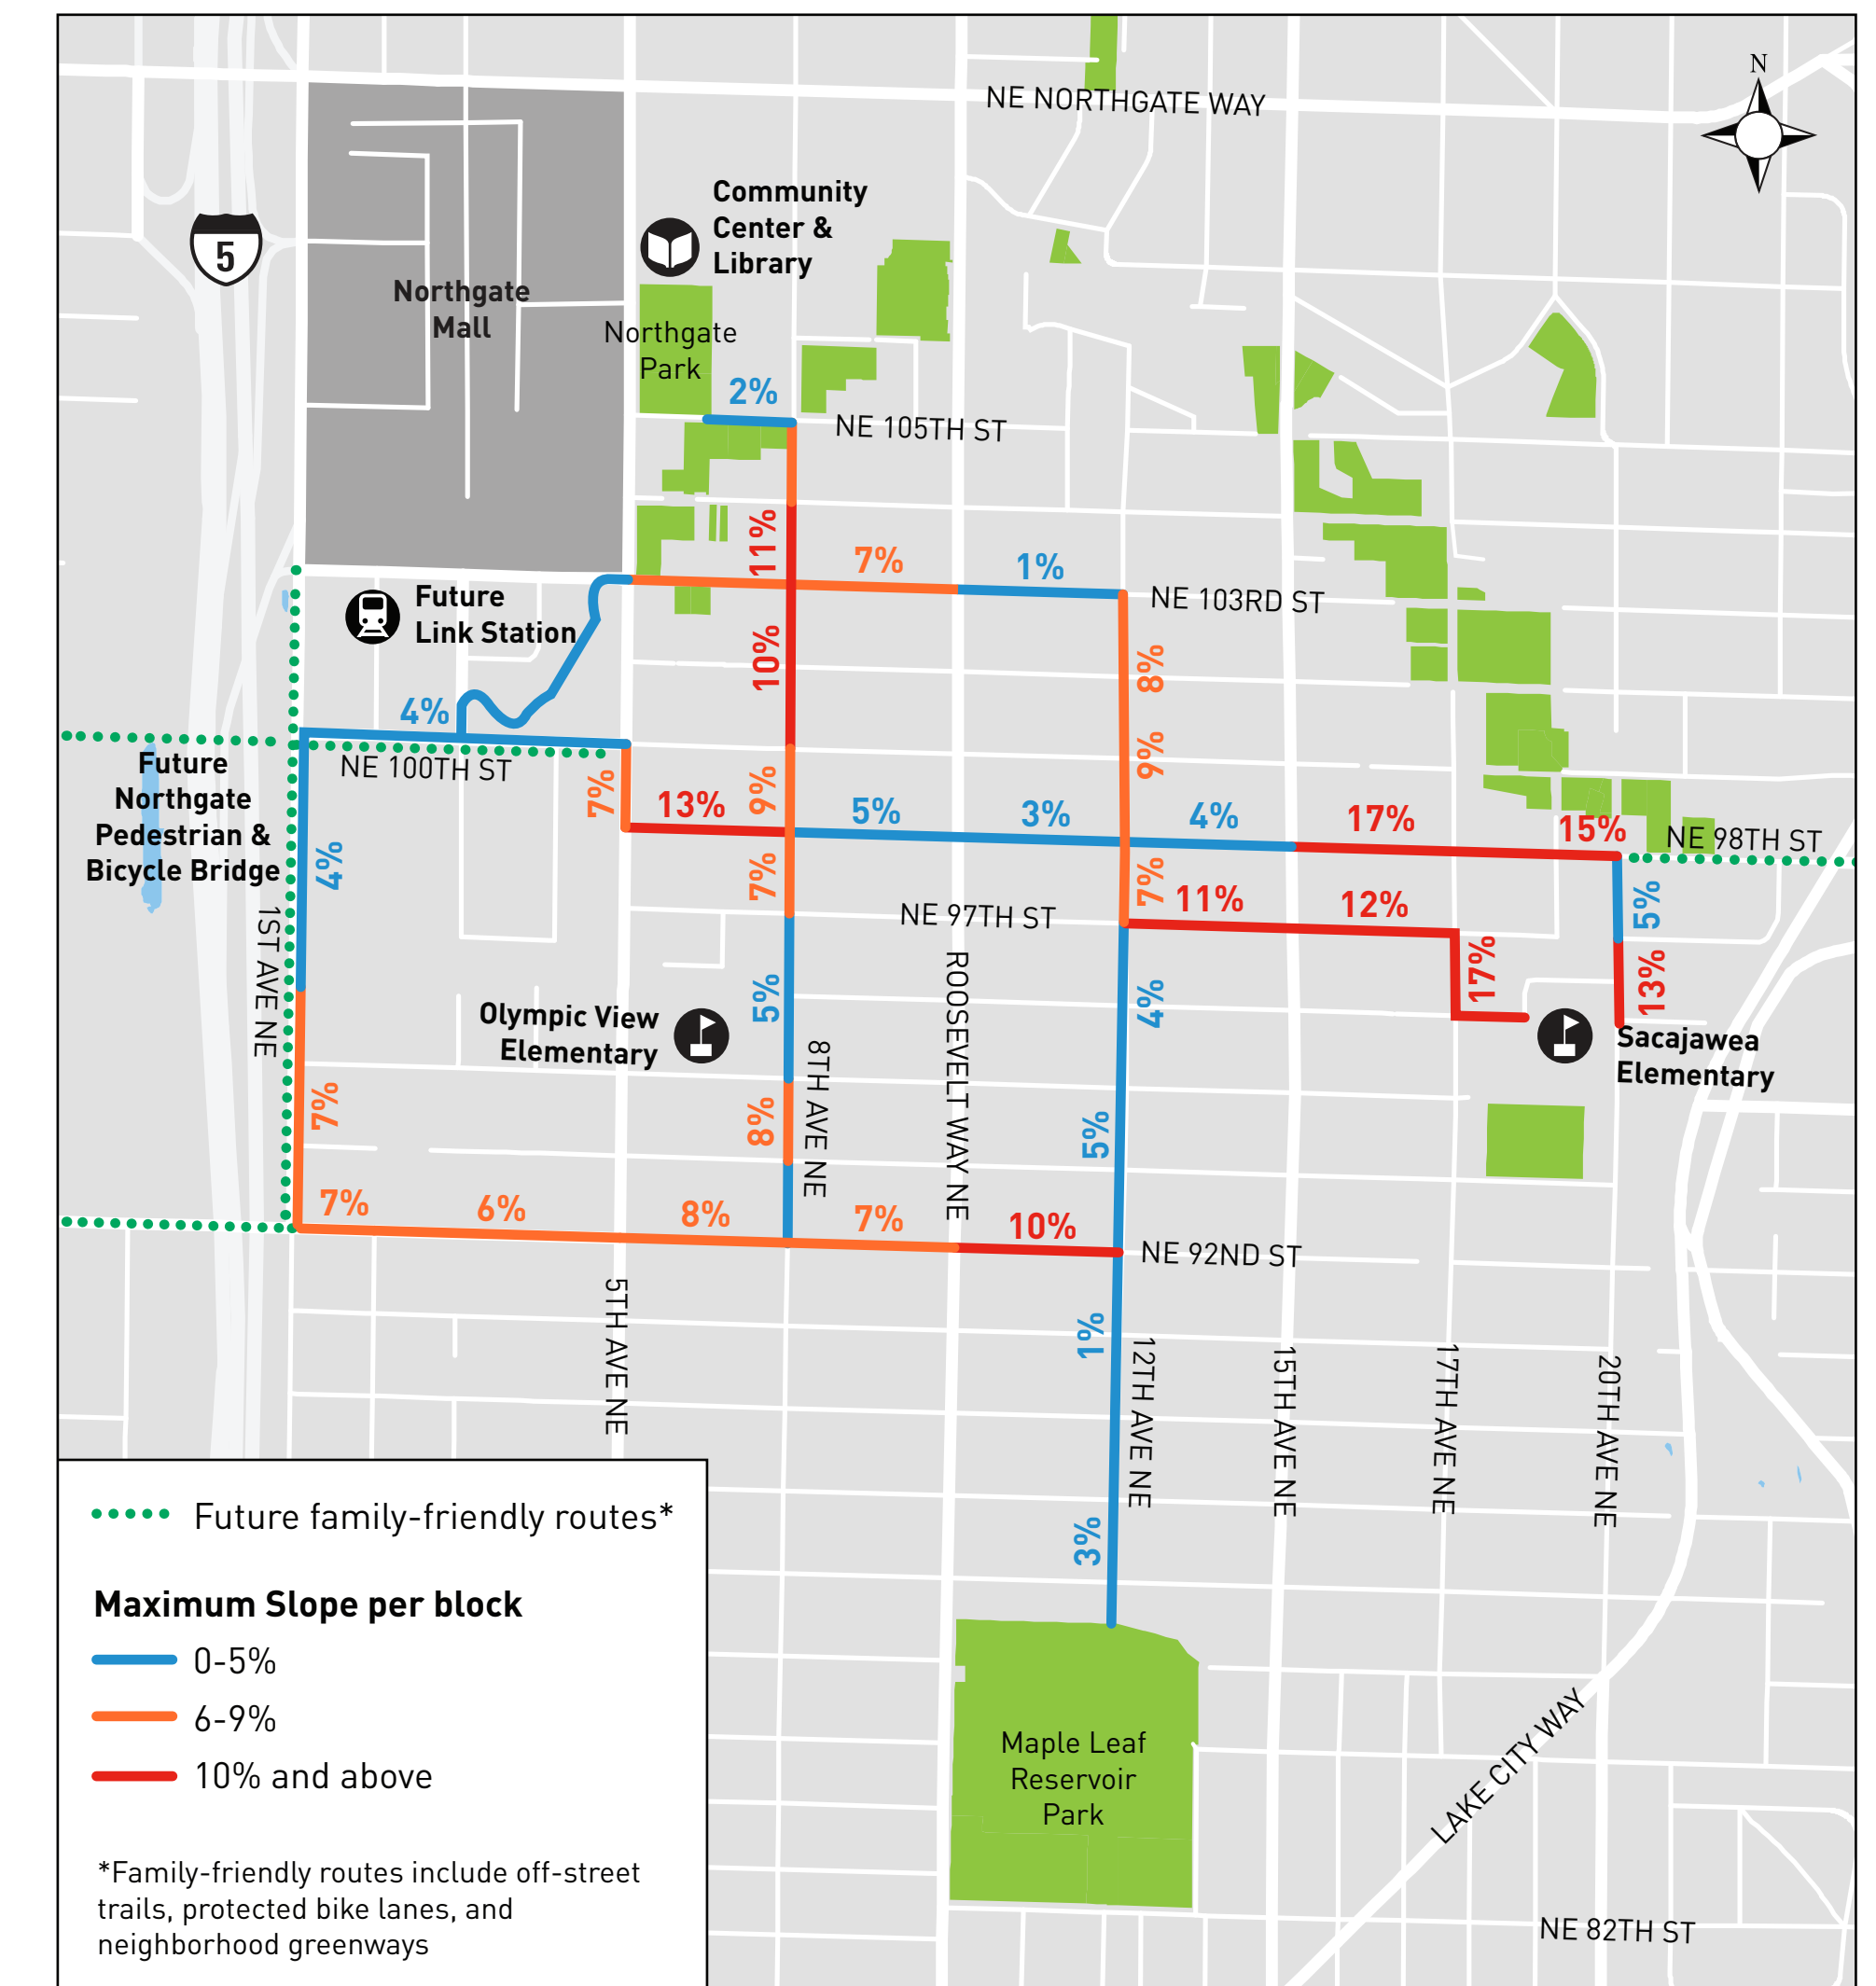 N
NE NORTHGATE WAY
5
Community
Center &
Library
Northgate
Mall
Northgate
Park
2%
NE 105TH ST
11%
7%
1%
NE 103RD ST
Future
Link Station
10%
8%
4%
NE 100TH ST
9%
Future
Northgate
Pedestrian &
Bicycle Bridge
7%
13%
9%
5%
3%
4%
17%
15%
NE 98TH ST
4%
7%
7%
11%
12%
5%
NE 97TH ST
1ST AVE NE
ROOSEVELT WAY NE
17%
13%
5%
4%
Olympic View
Elementary
8TH AVE NE
Sacajawea
Elementary
7%
8%
5%
7%
6%
8%
7%
10%
NE 92ND ST
5TH AVE NE
1%
12TH AVE NE
15TH AVE NE
17TH AVE NE
20TH AVE NE
3%
Future family-friendly routes*
Maximum Slope per block
0-5%
6-9%
10% and above
*Family-friendly routes include off-street
trails, protected bike lanes, and
neighborhood greenways
Maple Leaf
Reservoir
Park
LAKE CITY WAY
NE 82TH ST